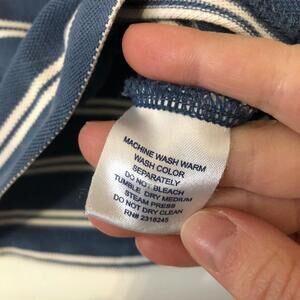 MACHINE WASH WARM
WASH COLOR
SEPARATELY
DO NOT BLEACH
TUMBLE DRY MEDIUM
STEAM PRESS
DO NOT DRY CLEAN
RN# 2318245